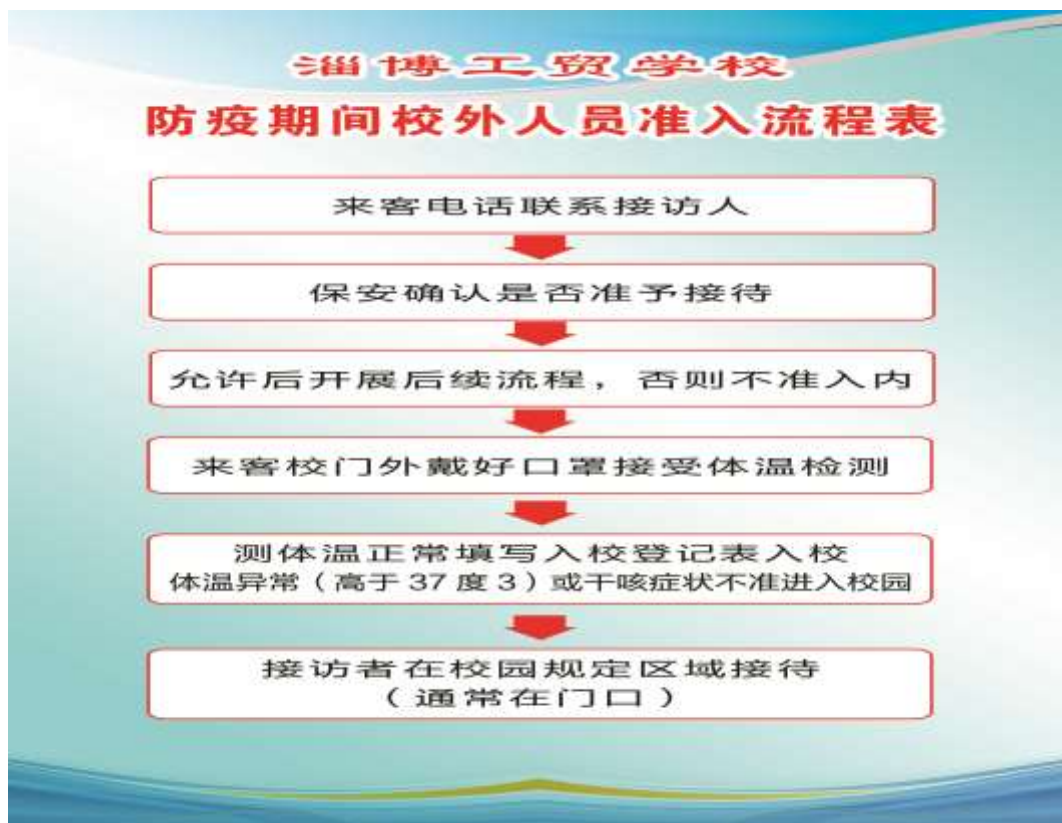 淄博工贸学校
防疫期间校外人员准入流程表
来客电话联系接访人
保安确认是否准予接待
允许后开展后续流程，否则不准入内
来客校门外戴好口罩接受体温检测
测体温正常填写入校登记表入校
体温异常（高于37度3）或干咳症状不准进入校园
接访者在校园规定区域接待
（通常在门口）